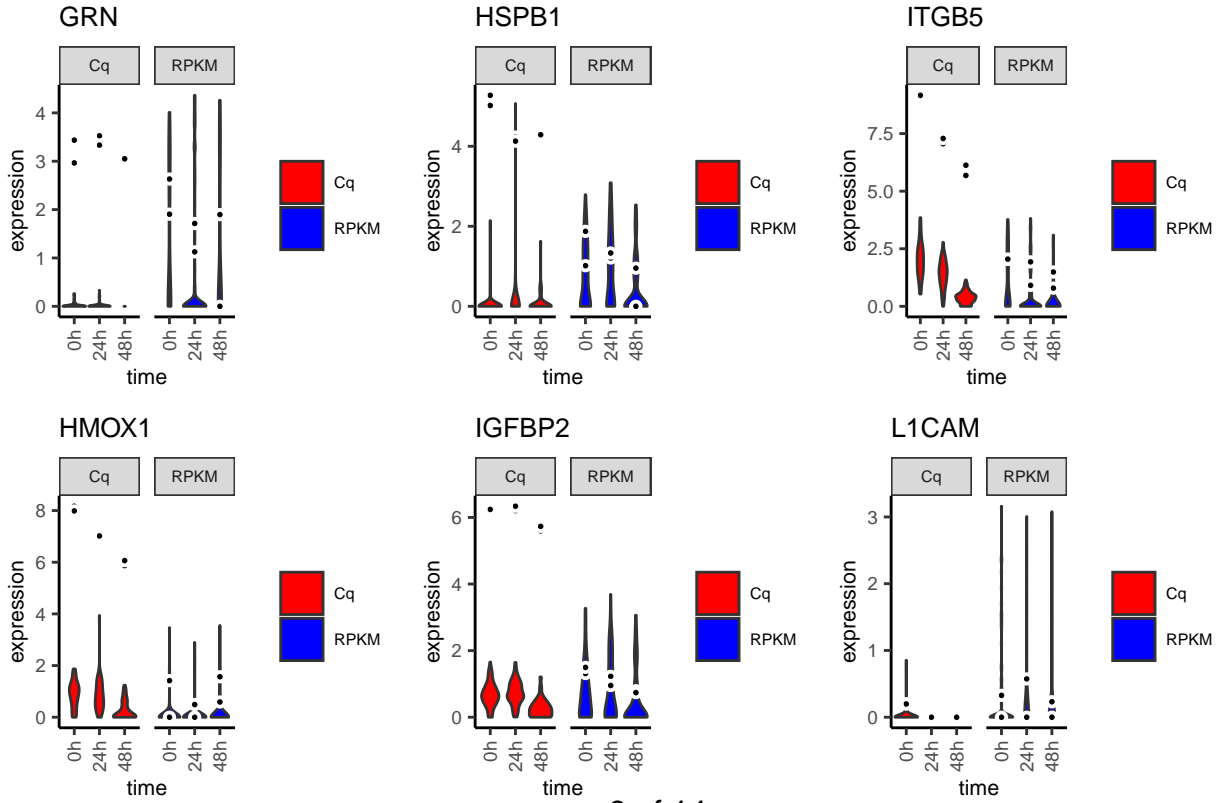 GRN HSPB1 ITGB5
Cq RPKM Cq RPKM Cq RPKM
expression 4 3 2 1 0 Cq RPKM
expression 4 2 0 Cq RPKM
expression 7.5 5.0 2.5 0.0 Cq RPKM
0h 24h 48h 0h 24h 48h 0h 24h 48h 0h 24h 48h 0h 24h 48h 0h 24h 48h
time time time
HMOX1 IGFBP2 L1CAM
Cq RPKM Cq RPKM Cq RPKM
expression 8 6 4 2 0 Cq RPKM
expression 6 4 2 0 Cq RPKM
expression 3 2 1 0 Cq RPKM
0h 24h 48h 0h 24h 48h 0h 24h 48h 0h 24h 48h 0h 24h 48h 0h 24h 48h
time time time